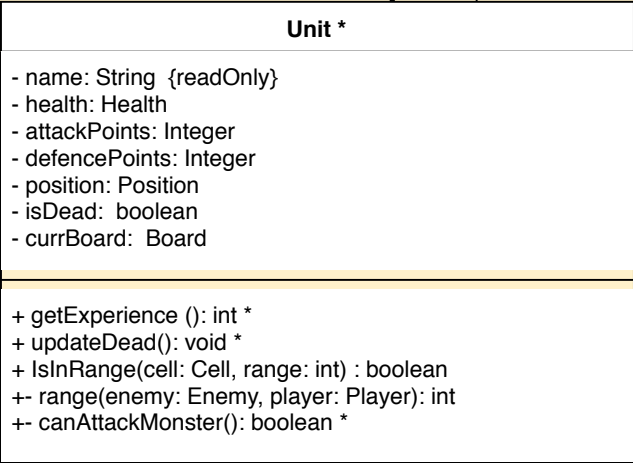 Unit *
- name: String {readOnly}
- health: Health
- attackPoints: Integer
- defencePoints: Integer
- position: Position
- isDead: boolean
- currBoard: Board
+ getExperience (): int *
+ updateDead(): void *
+ IsInRange(cell: Cell, range: int) : boolean
+- range(enemy: Enemy, player: Player): int
+- canAttackMonster(): boolean *